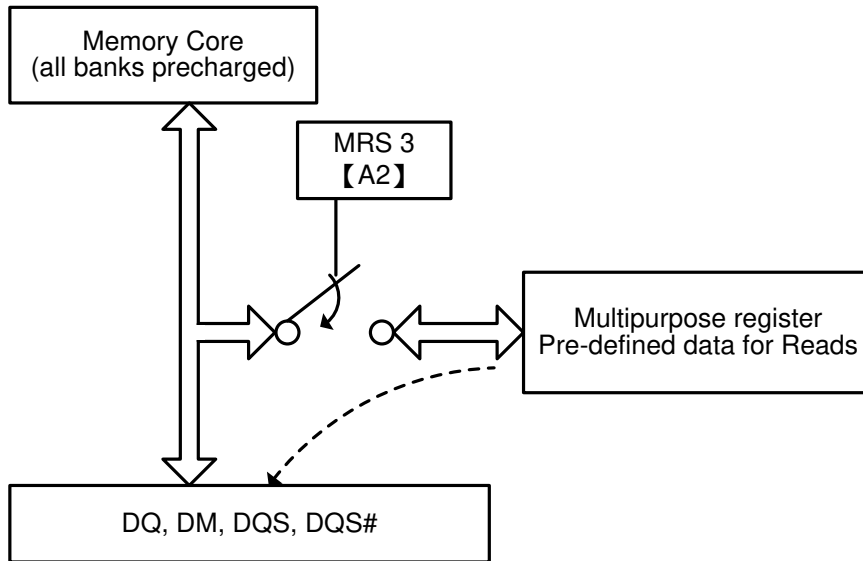 Memory Core
(all banks precharged)
MRS 3
【A2】
Multipurpose register
Pre-defined data for Reads
DQ, DM, DQS, DQS#